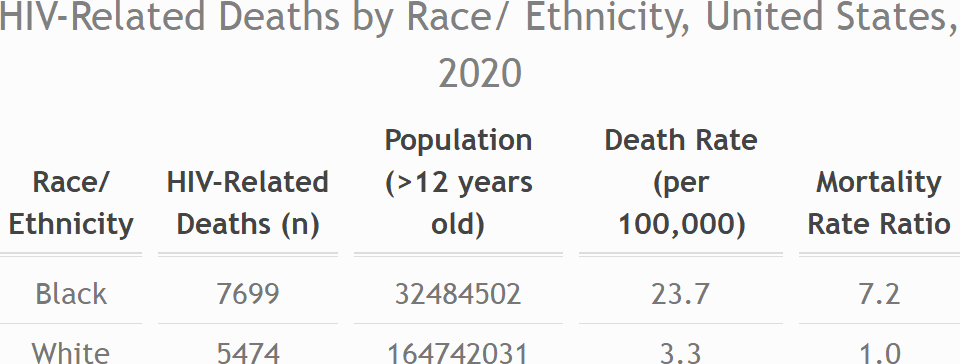 HIV-Related Deaths by Race/ Ethnicity, United States,
2020
Race/ Ethnicity HIV-Related Deaths (n) Population (>12 years old) Death Rate (per 100,000) Mortality Rate Ratio
Black 7699 32484502 23.7 7.2
White 5474 164742031 3.3 1.0